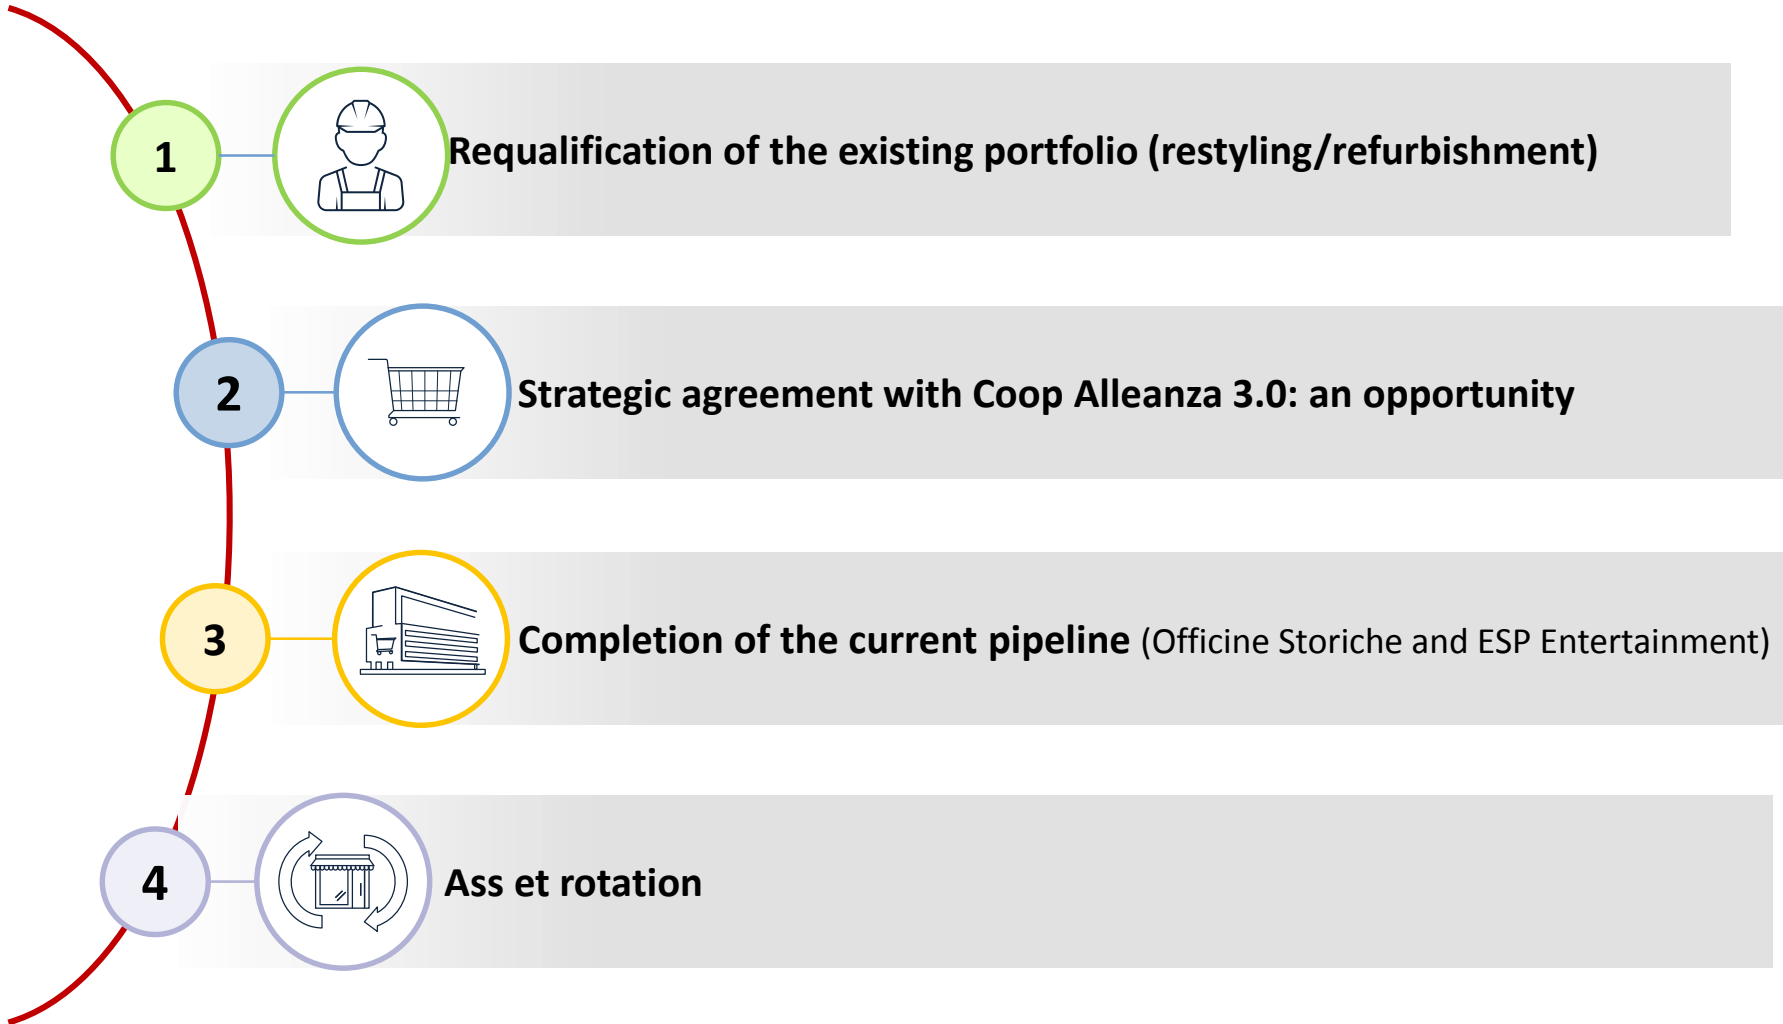 1
Requalification of the existing portfolio (restyling/refurbishment)
2
Strategic agreement with Coop Alleanza 3.0: an opportunity
3
Completion of the current pipeline (Officine Storiche and ESP Entertainment)
4
Ass et rotation